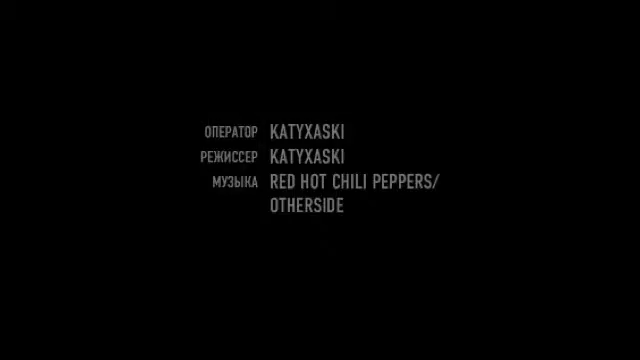 ОПЕРАТОР KATYXASKI
РЕЖИССЕР KATYXASKI
МУЗЫКА RED HOT CHILI PEPPERS/
OTHERSIDE